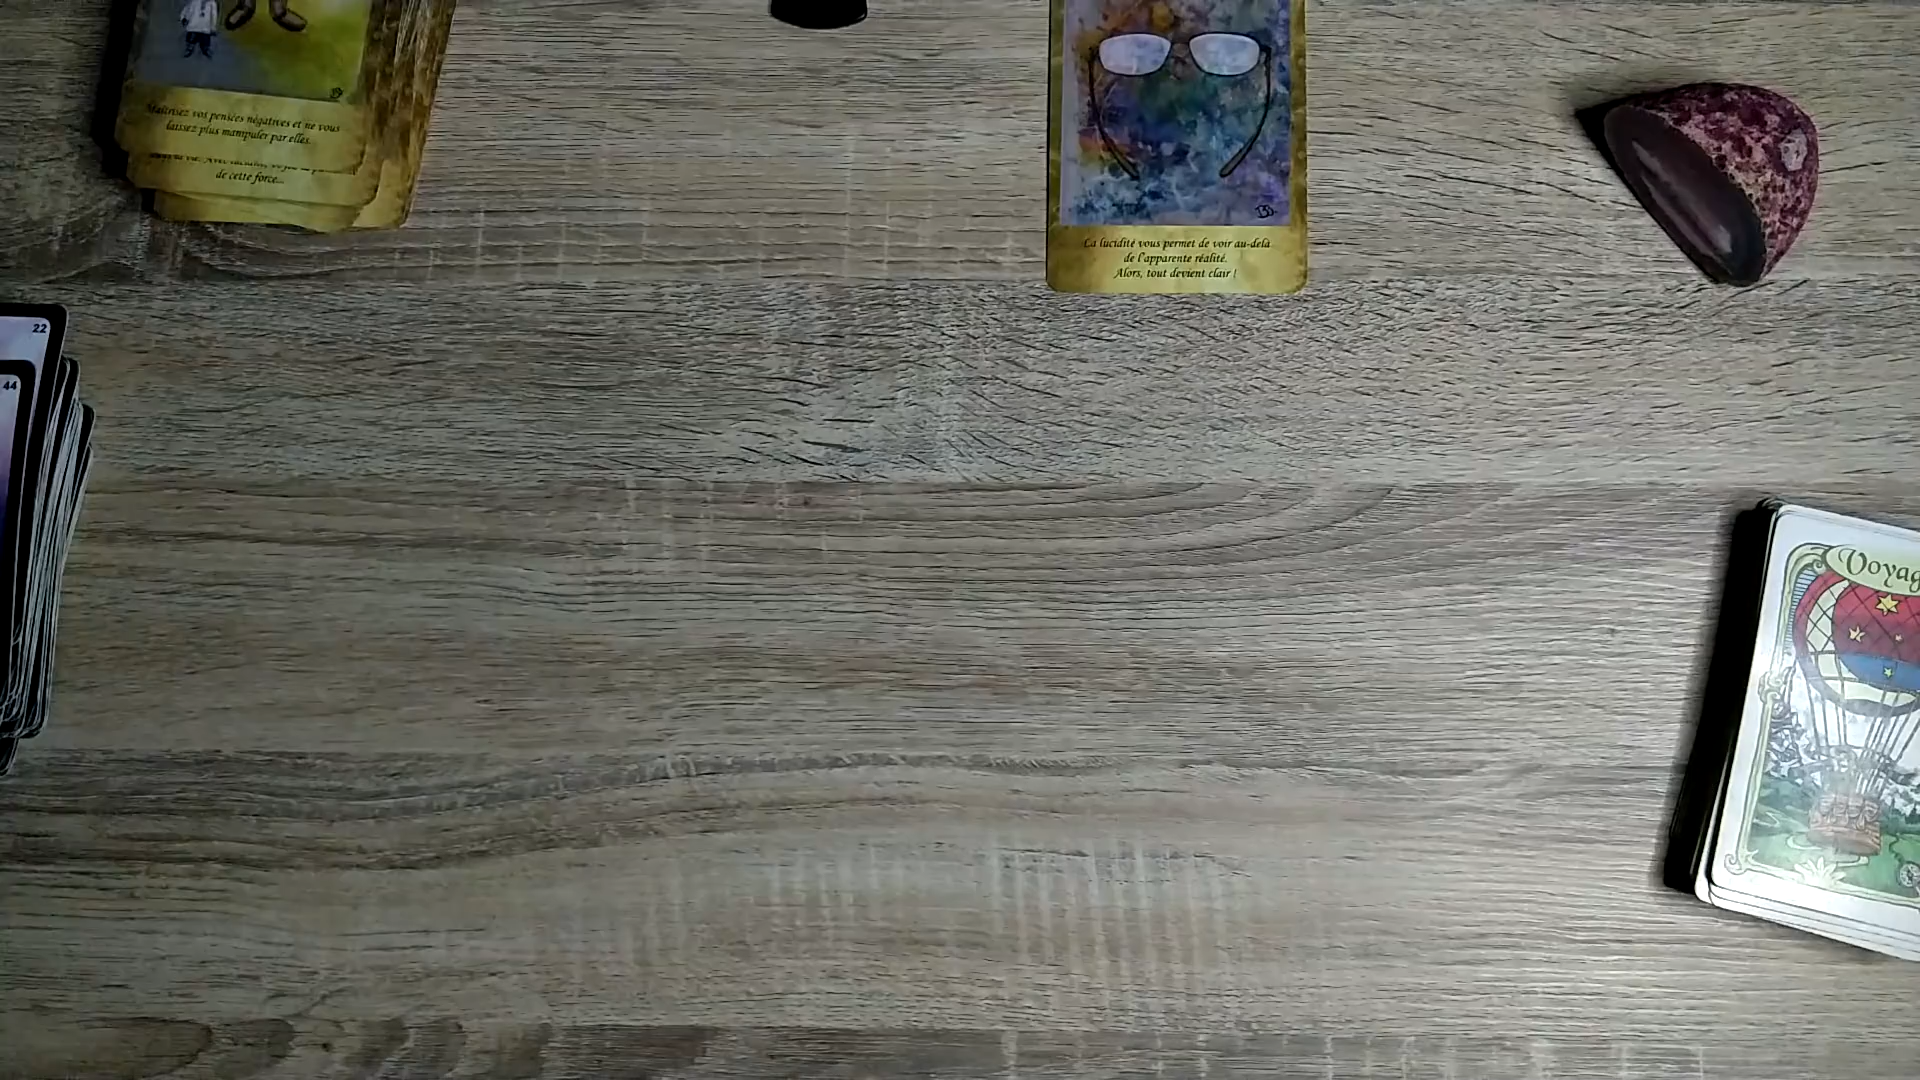 Maîtrisez vos pensées négatives et ne vous
laissez plus manipuler par elles.
de cette force...
La lucidité vous permet de voir au-delà
de l'apparente réalité.
Alors, tout devient clair !
22
44
Voyag